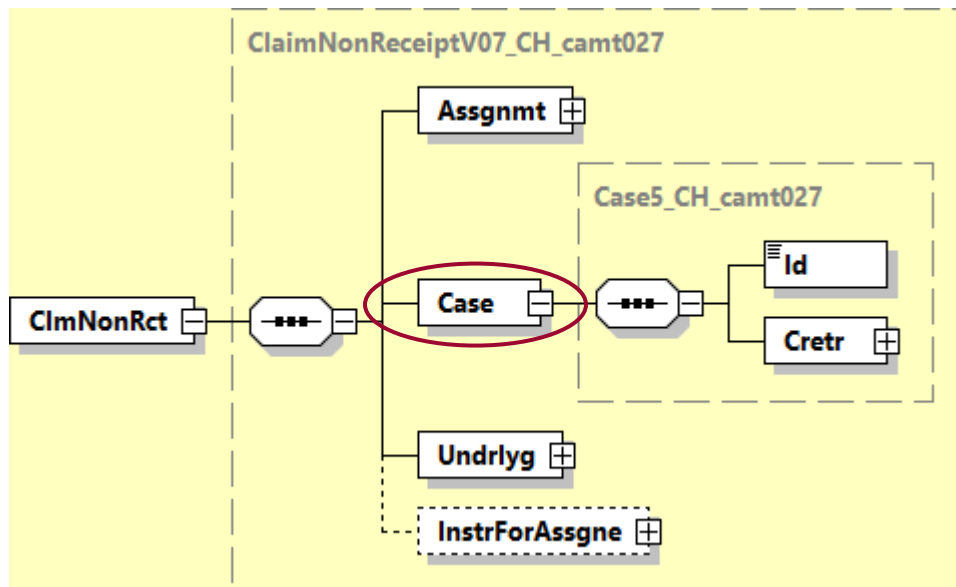 ClaimNonReceiptV07_CH_camt027
Assgnmt
Case5_CH_camt027
Id
ClmNonRct
Case
Cretr
Undrlyg
InstrForAssgne